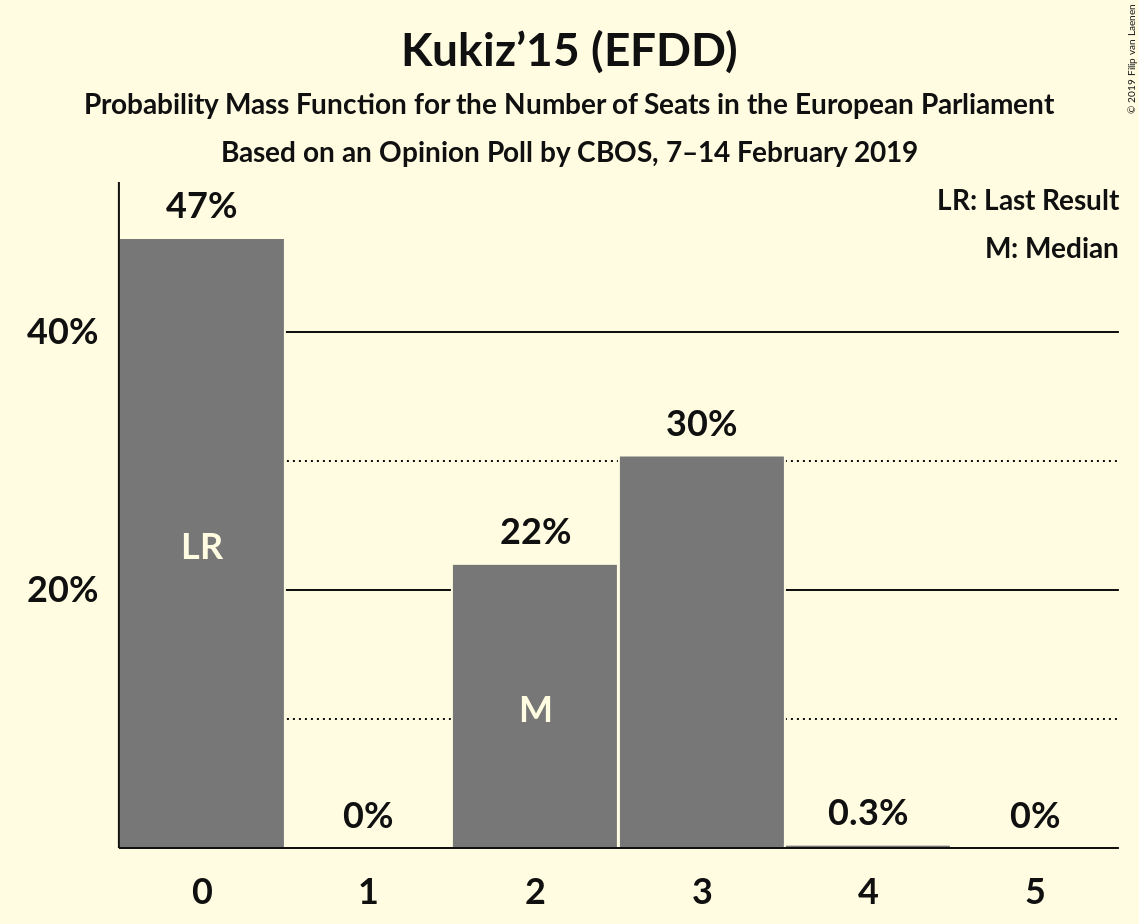 Kukiz’15 (EFDD)
Probability Mass Function for the Number of Seats in the European Parliament
Based on an Opinion Poll by CBOS, 7–14 February 2019
© 2019 Filip van Laenen
LR: Last Result
M: Median
47%
40%
30%
22%
20%
LR
M
0%
0.3%
0%
0 1 2 3 4 5